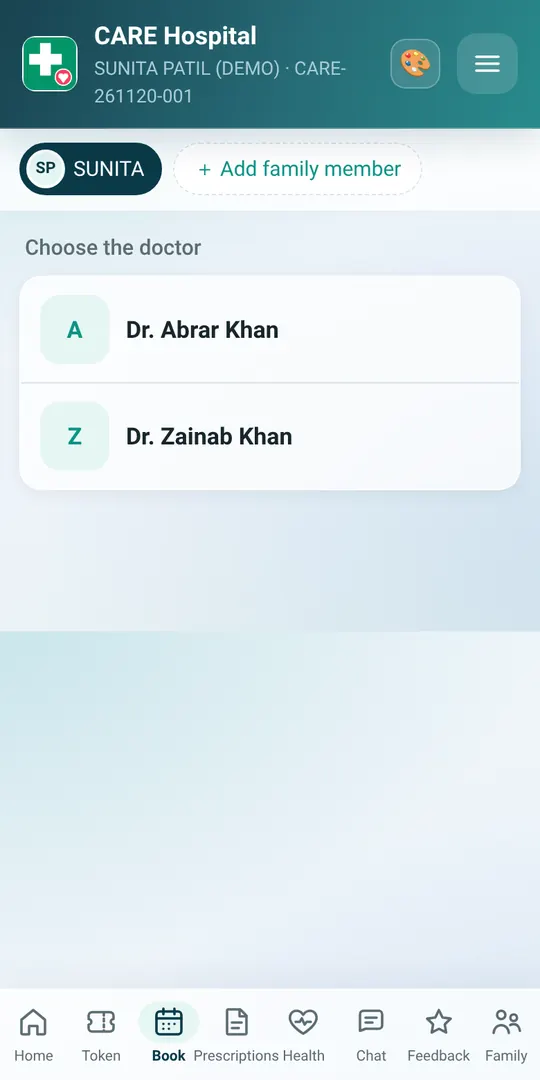 CARE Hospital
SUNITA PATIL (DEMO) · CARE-
261120-001
SP SUNITA
+ Add family member
Choose the doctor
A Dr. Abrar Khan
Z Dr. Zainab Khan
Home Token Book Prescriptions Health Chat Feedback Family